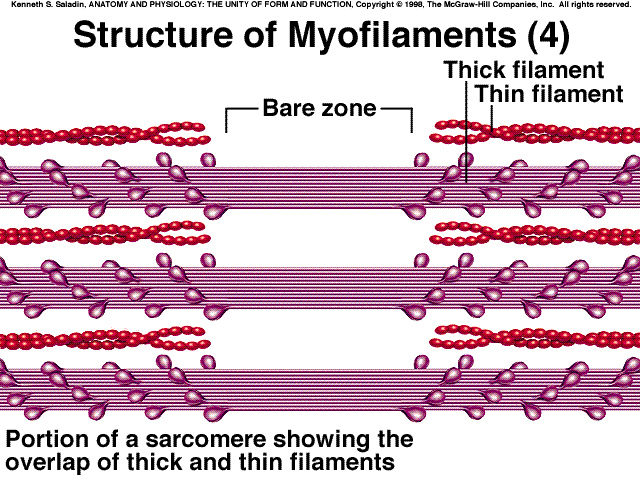 Kenneth S. Saladin, ANATOMY AND PHYSIOLOGY: THE UNITY OF FORM AND FUNCTION, Copyright © 1998, The McGraw-Hill Companies, Inc. All rights reserved.
Structure of Myofilaments (4)
Thick filament
Thin filament
Bare zone
Portion of a sarcomere showing the
overlap of thick and thin filaments